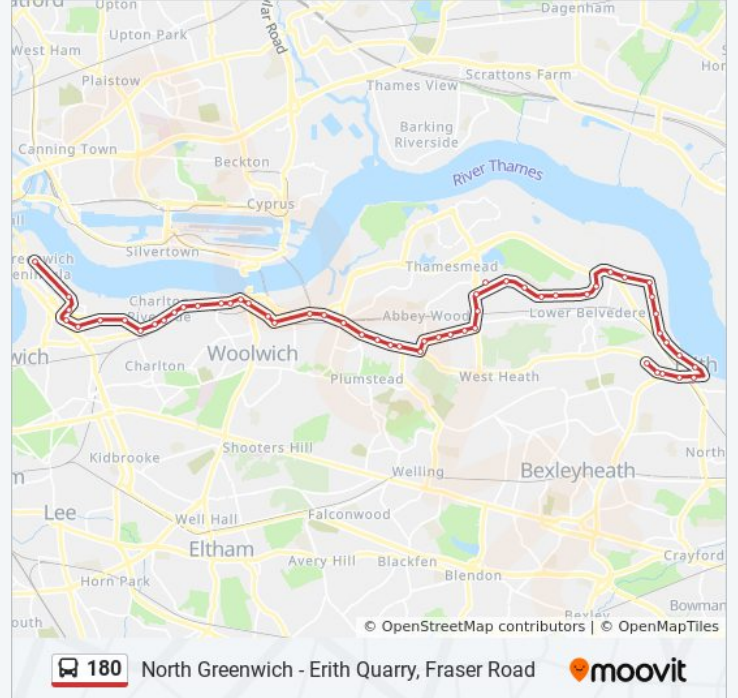 Upton
Dagenham
Upton Park
West Ham
War Road
Plaistow
Scrattons Farm
Thames View
Barking
Riverside
Canning Town
Beckton
River Thames
Cyprus
Silvertown
Thamesmead
Abbey Wood
Lower Belvedere
Woolwich
Charlton
Plumstead
West Heath
Shooters Hill
Kidbrooke
North
Welling
Bexleyheath
Lee
Well Hall
Falconwood
Eltham
Avery Hill
Blackfen
Crayford
Blendon
Horn Park
Bexley
© OpenStreetMap contributors | © OpenMapTiles
180
North Greenwich - Erith Quarry, Fraser Road
moovit